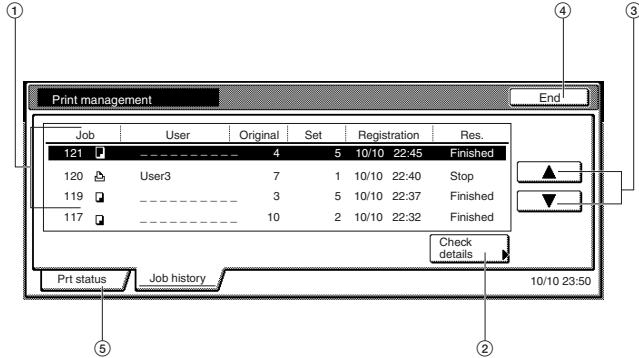 ① ④ ③
Print management End
Job User Original Set Registration Res.
121 _ _ _ _ _ _ _ _ _ _ 4 5 10/10 22:45 Finished
120 User3 7 1 10/10 22:40 Stop
119 _ _ _ _ _ _ _ _ _ _ 3 5 10/10 22:37 Finished
117 _ _ _ _ _ _ _ _ _ _ 10 2 10/10 22:32 Finished
Check
details
Prt status Job history 10/10 23:50
⑤ ②